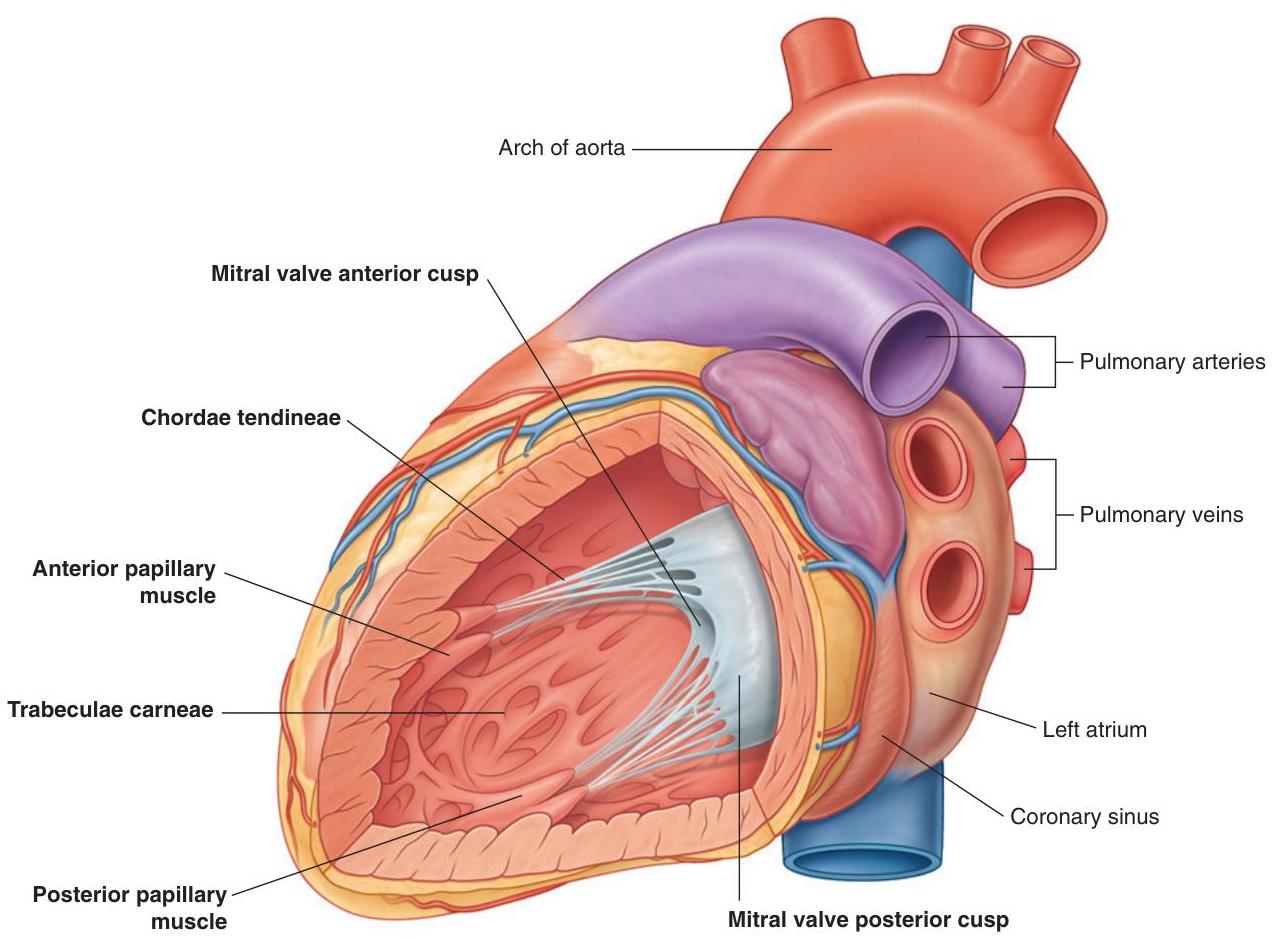 Arch of aorta
Mitral valve anterior cusp
Pulmonary arteries
Chordae tendineae
Pulmonary veins
Anterior papillary
muscle
Trabeculae carneae
Left atrium
Coronary sinus
Posterior papillary
muscle
Mitral valve posterior cusp